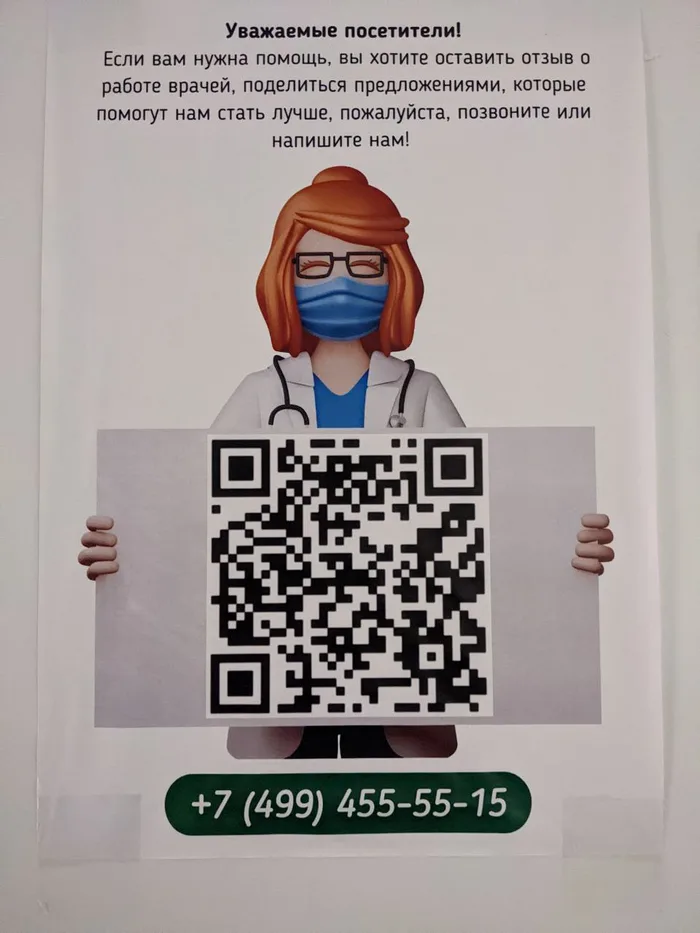 Уважаемые посетители!
Если вам нужна помощь, вы хотите оставить отзыв о
работе врачей, поделиться предложениями, которые
помогут нам стать лучше, пожалуйста, позвоните или
напишите нам!
+7 (499) 455-55-15